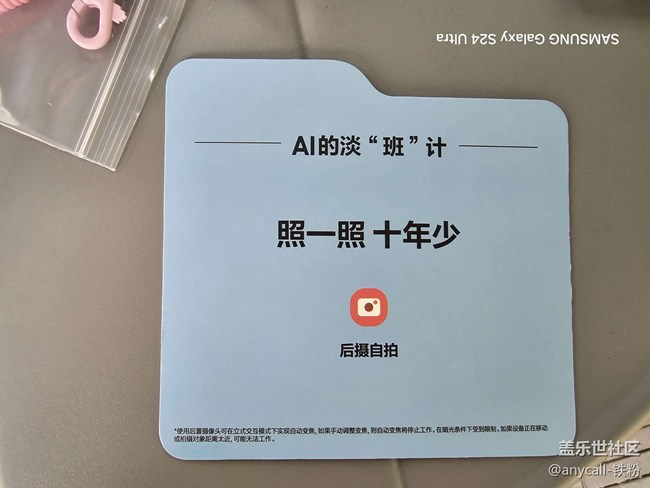 SAMSUNG Galaxy S24 Ultra
AI的淡“班”计
照一照 十年少
后摄自拍
*使用后置摄像头可在立式交互模式下实现自动变焦, 如果手动调整变焦, 则自动变焦将停止工作。在暗光条件下受到限制。如果设备正在移动
或拍摄对象距离太近, 可能无法工作。
盖乐世社区
@anycall-铁粉